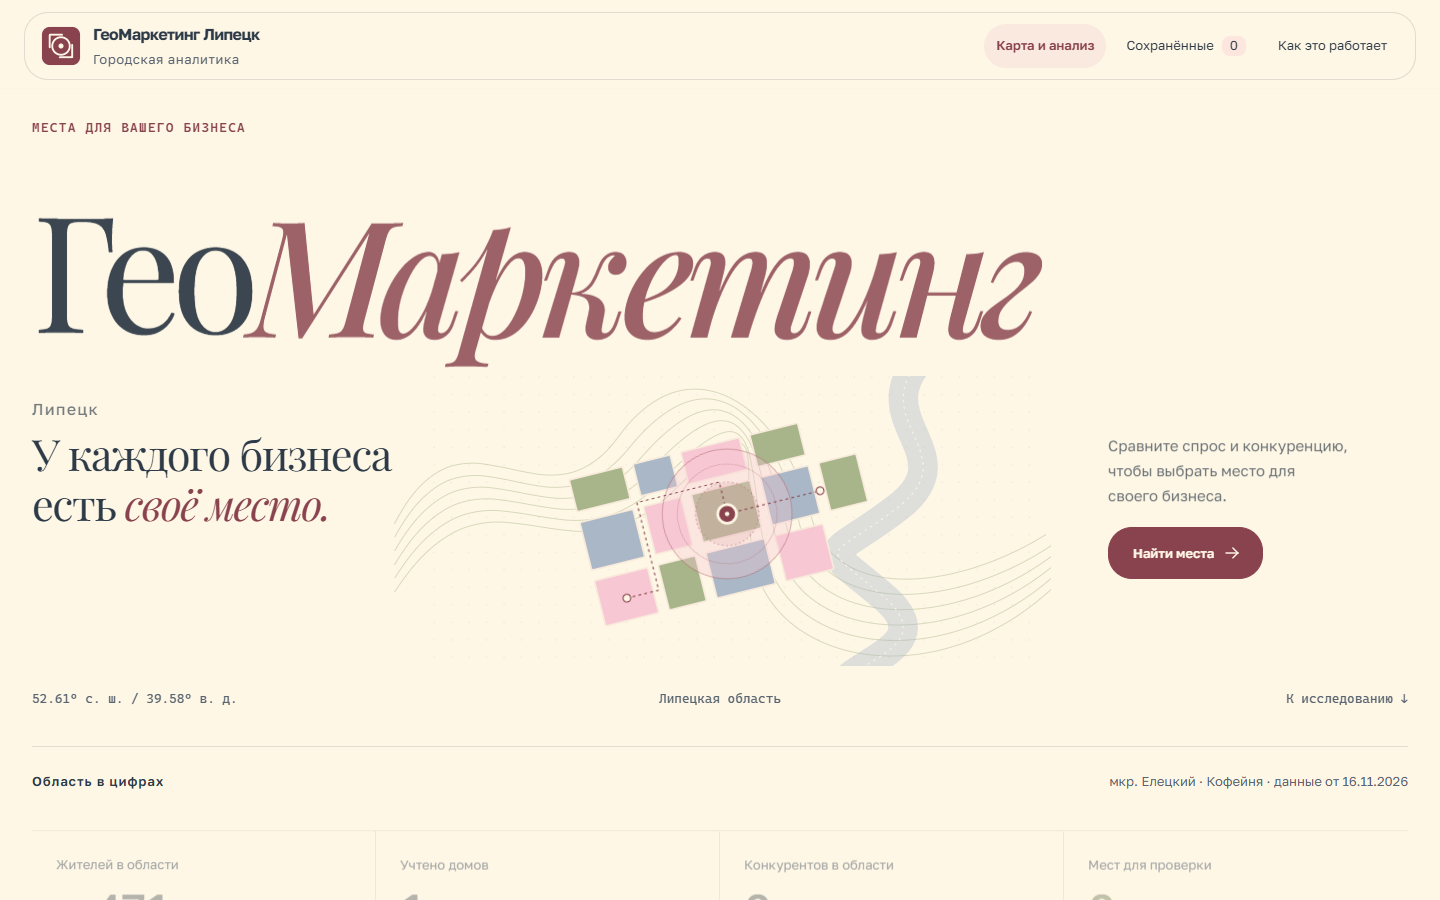 ГеоМаркетинг Липецк
Городская аналитика
Карта и анализ
Сохранённые 0
Как это работает
МЕСТА ДЛЯ ВАШЕГО БИЗНЕСА
ГеоМаркетинг
Липецк
У каждого бизнеса
есть своё место.
Сравните спрос и конкуренцию,
чтобы выбрать место для
своего бизнеса.
Найти места →
52.61° с. ш. / 39.58° в. д.
Липецкая область
К исследованию ↓
Область в цифрах
мкр. Елецкий · Кофейня · данные от 16.11.2026
Жителей в области
Учтено домов
Конкурентов в области
Мест для проверки